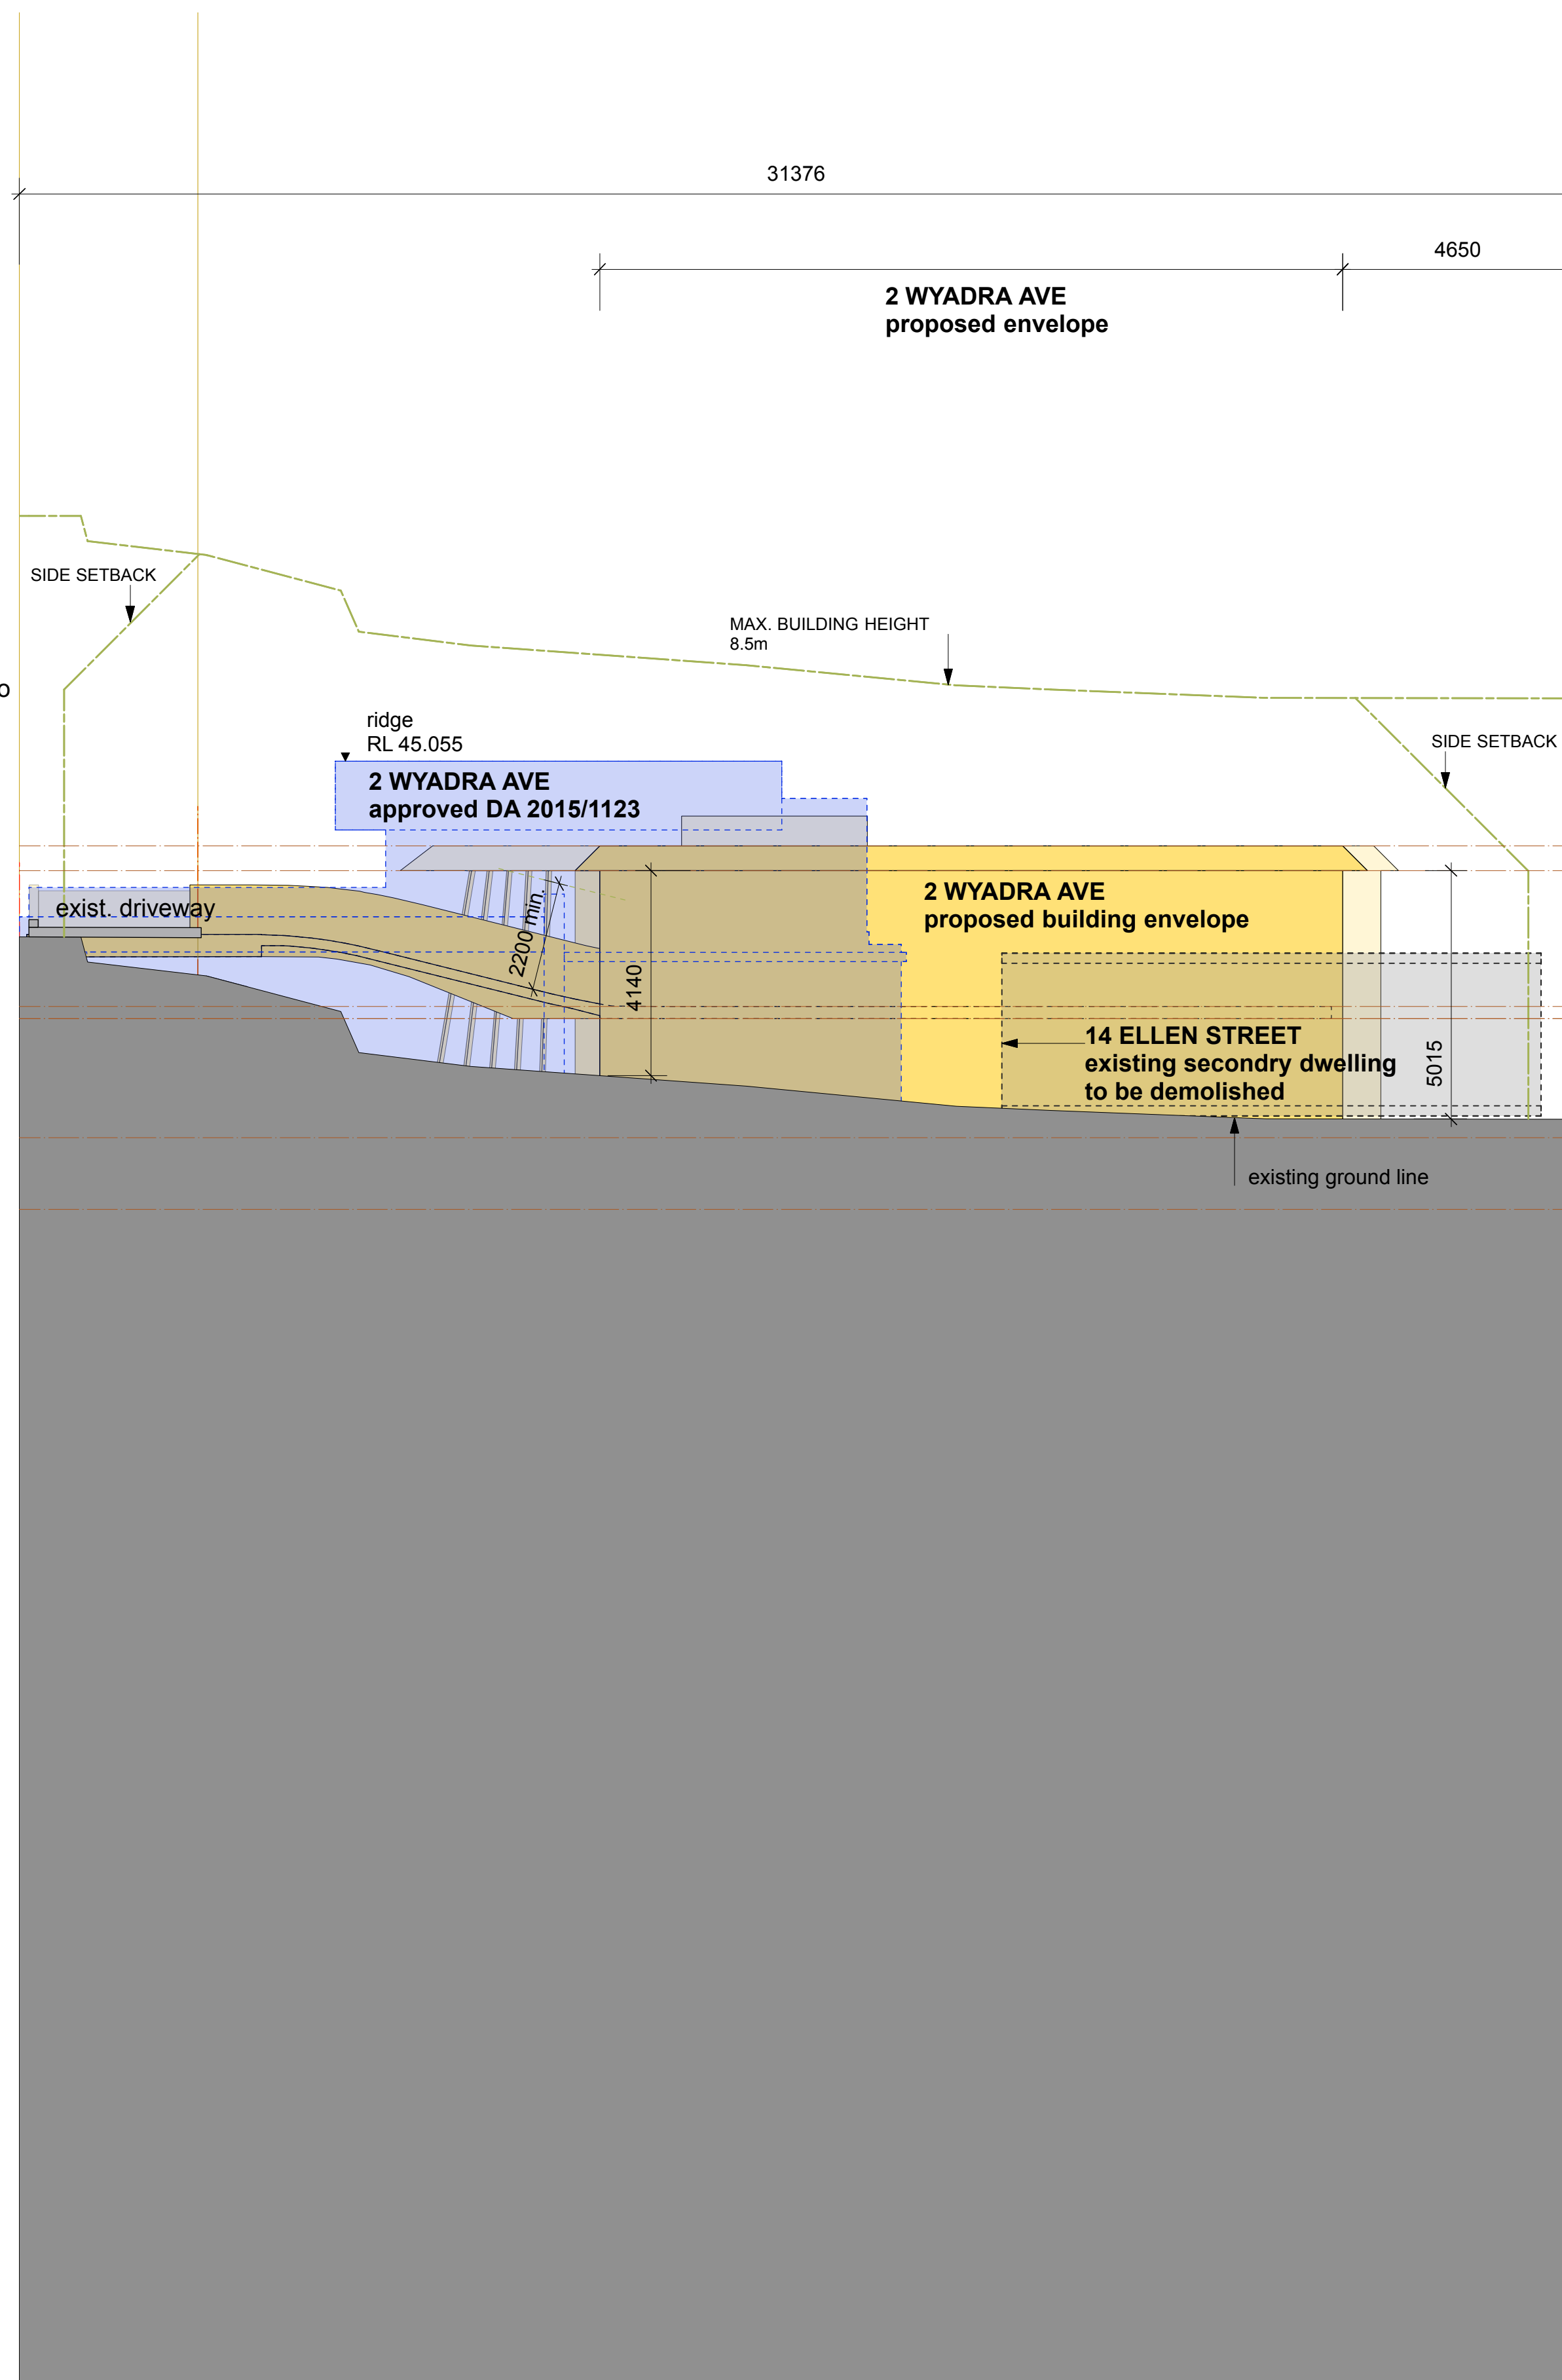 31376
4650
2 WYADRA AVE
proposed envelope
SIDE SETBACK
MAX. BUILDING HEIGHT
8.5m
o
ridge
RL 45.055
SIDE SETBACK
2 WYADRA AVE
approved DA 2015/1123
2 WYADRA AVE
proposed building envelope
exist. driveway
2200 min.
4140
14 ELLEN STREET
existing secondry dwelling
to be demolished
5015
existing ground line